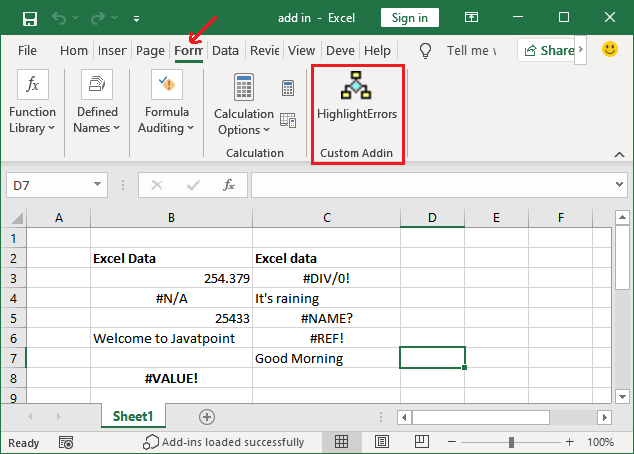 add in - Excel
Sign in
File Hom Inser Page Form Data Revie View Deve Help Tell me Share
fx
Function Library
Defined Names
Formula Auditing
Calculation Options
Calculation
HighlightErrors
Custom Addin
D7
fx
A B C D E F
1
2 Excel Data Excel data
3 254.379 #DIV/0!
4 #N/A It's raining
5 25433 #NAME?
6 Welcome to Javatpoint #REF!
7 Good Morning
8 #VALUE!
9
Sheet1
Ready Add-ins loaded successfully 100%